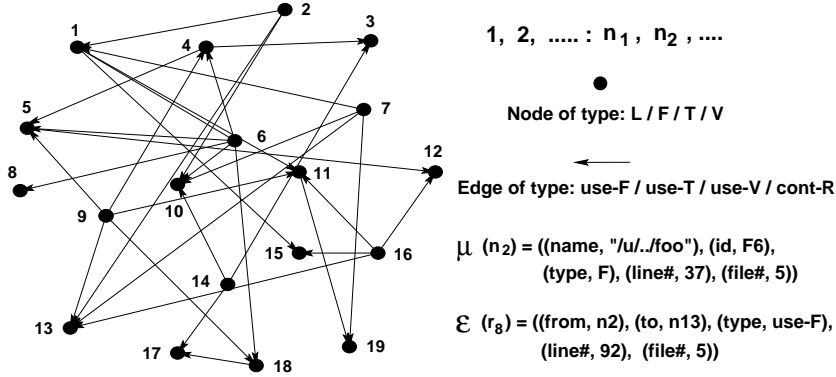 1
2
3
4
5
6
7
8
9
10
11
12
13
14
15
16
17
18
19
1, 2, ..... : n1 , n2 , ....
Node of type: L / F / T / V
Edge of type: use-F / use-T / use-V / cont-R
μ (n2) = ((name, "/u/../foo"), (id, F6),
(type, F), (line#, 37), (file#, 5))
ε (r8) = ((from, n2), (to, n13), (type, use-F),
(line#, 92), (file#, 5))